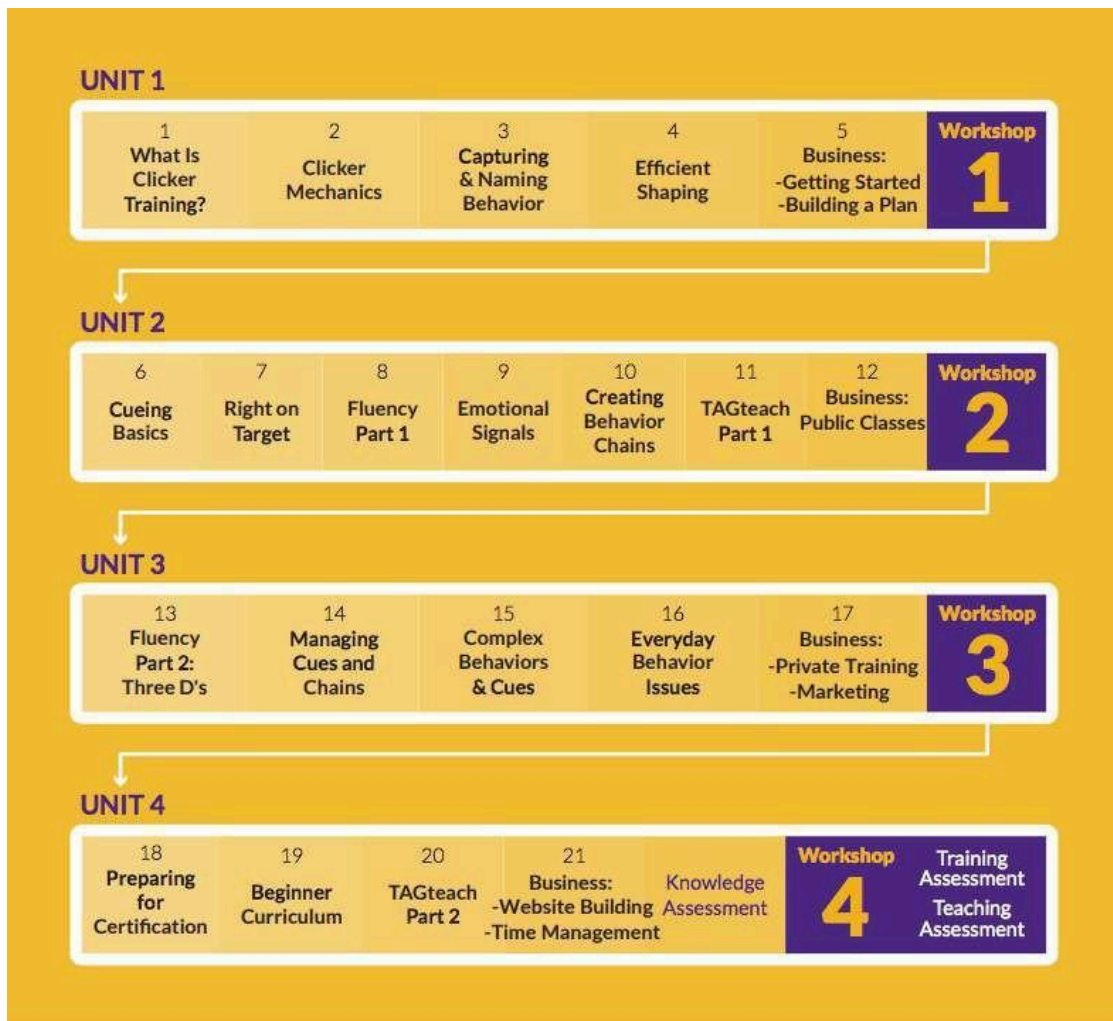 UNIT 1
1
What Is
Clicker
Training?
2
Clicker
Mechanics
3
Capturing
& Naming
Behavior
4
Efficient
Shaping
5
Business:
-Getting Started
-Building a Plan
Workshop
1
UNIT 2
6
Cueing
Basics
7
Right on
Target
8
Fluency
Part 1
9
Emotional
Signals
10
Creating
Behavior
Chains
11
TAGteach
Part 1
12
Business:
Public Classes
Workshop
2
UNIT 3
13
Fluency
Part 2:
Three D's
14
Managing
Cues and
Chains
15
Complex
Behaviors
& Cues
16
Everyday
Behavior
Issues
17
Business:
-Private Training
-Marketing
Workshop
3
UNIT 4
18
Preparing
for
Certification
19
Beginner
Curriculum
20
TAGteach
Part 2
21
Business:
-Website Building
-Time Management
Knowledge
Assessment
Workshop
4
Training
Assessment
Teaching
Assessment